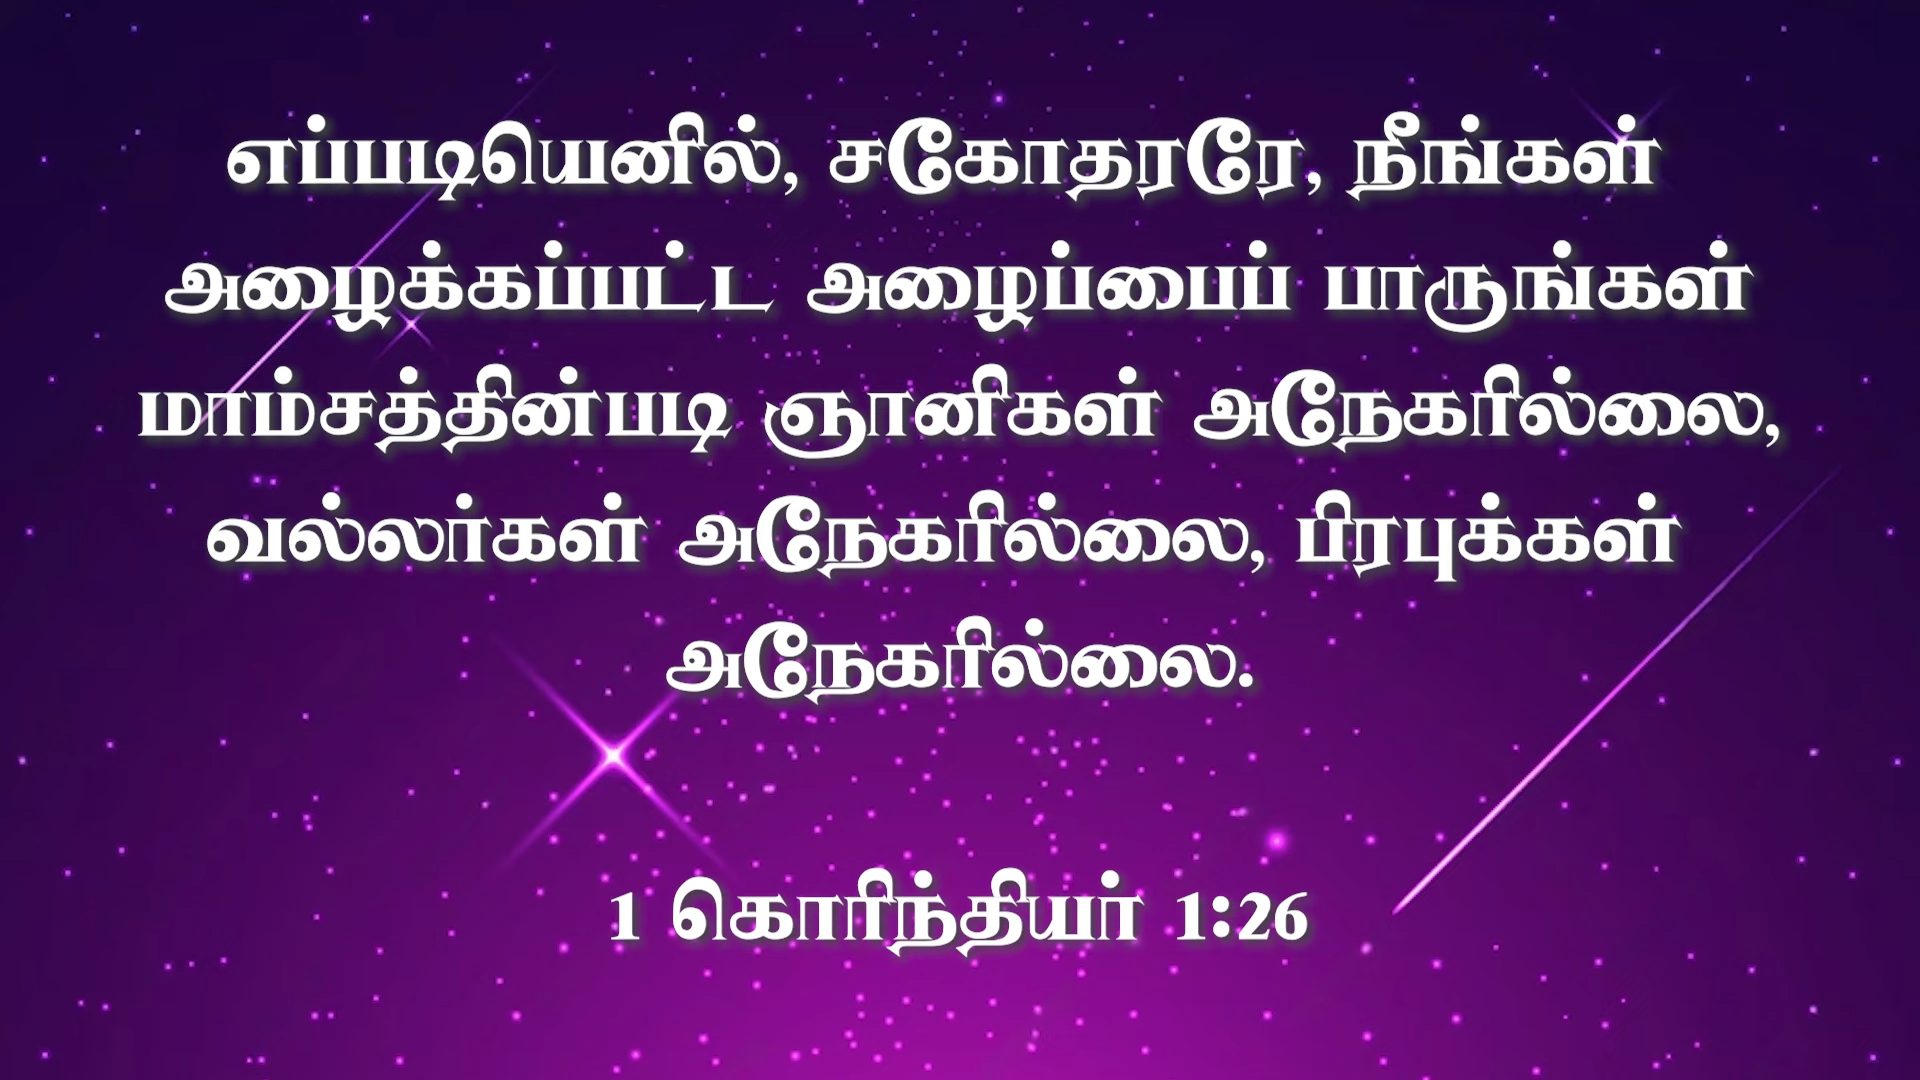 எப்படியெனில், சகோதரரே, நீங்கள்
அழைக்கப்பட்ட அழைப்பைப் பாருங்கள்
மாம்சத்தின்படி ஞானிகள் அநேகரில்லை,
வல்லர்கள் அநேகரில்லை, பிரபுக்கள்
அநேகரில்லை.
1 கொரிந்தியர் 1:26